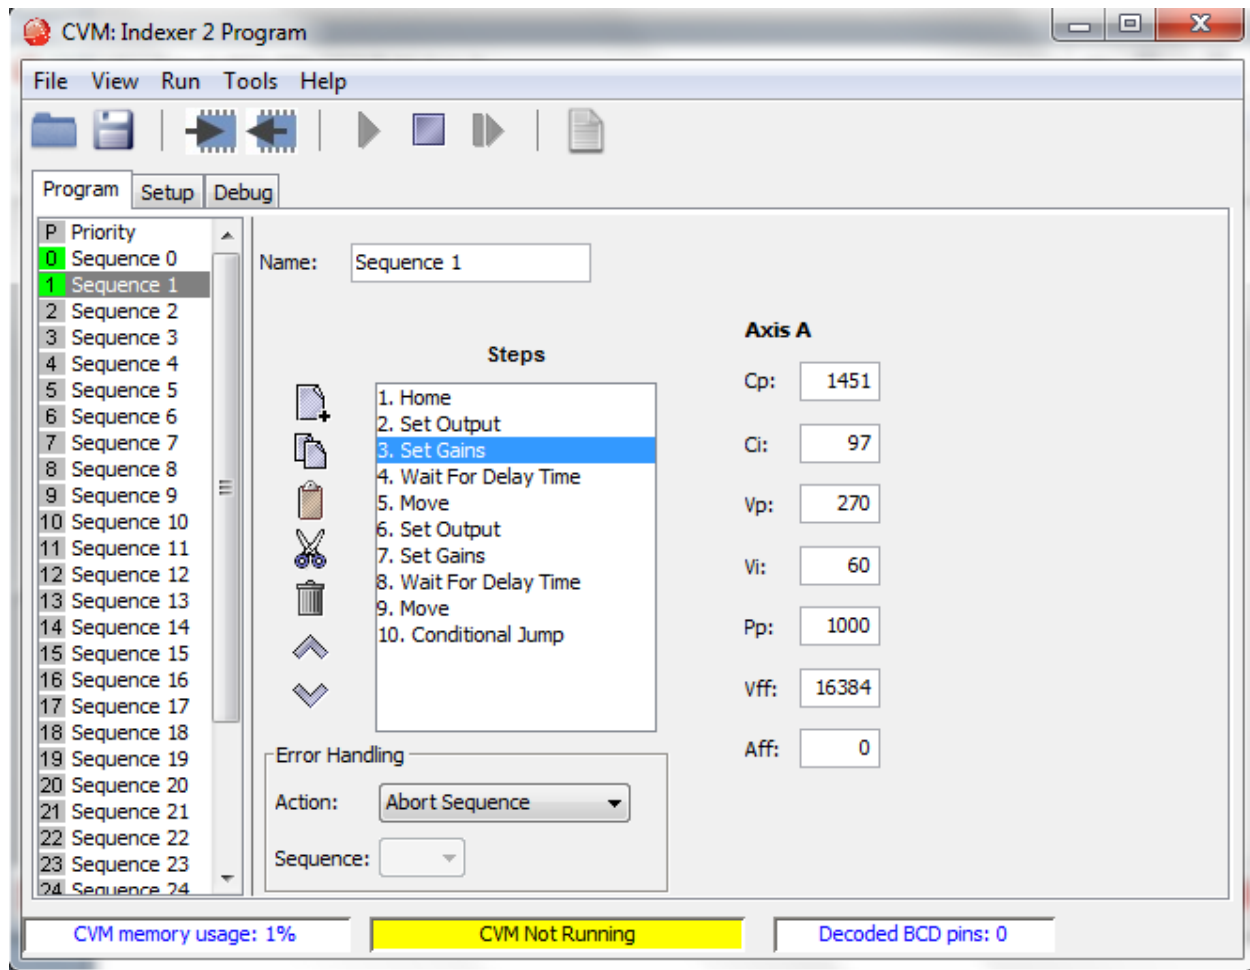 CVM: Indexer 2 Program
File View Run Tools Help
Program Setup Debug
P Priority
0 Sequence 0
1 Sequence 1
2 Sequence 2
3 Sequence 3
4 Sequence 4
5 Sequence 5
6 Sequence 6
7 Sequence 7
8 Sequence 8
9 Sequence 9
10 Sequence 10
11 Sequence 11
12 Sequence 12
13 Sequence 13
14 Sequence 14
15 Sequence 15
16 Sequence 16
17 Sequence 17
18 Sequence 18
19 Sequence 19
20 Sequence 20
21 Sequence 21
22 Sequence 22
23 Sequence 23
24 Sequence 24
Name: Sequence 1
Steps
1. Home
2. Set Output
3. Set Gains
4. Wait For Delay Time
5. Move
6. Set Output
7. Set Gains
8. Wait For Delay Time
9. Move
10. Conditional Jump
Error Handling
Action: Abort Sequence
Sequence:
Axis A
Cp: 1451
Ci: 97
Vp: 270
Vi: 60
Pp: 1000
Vff: 16384
Aff: 0
CVM memory usage: 1%
CVM Not Running
Decoded BCD pins: 0